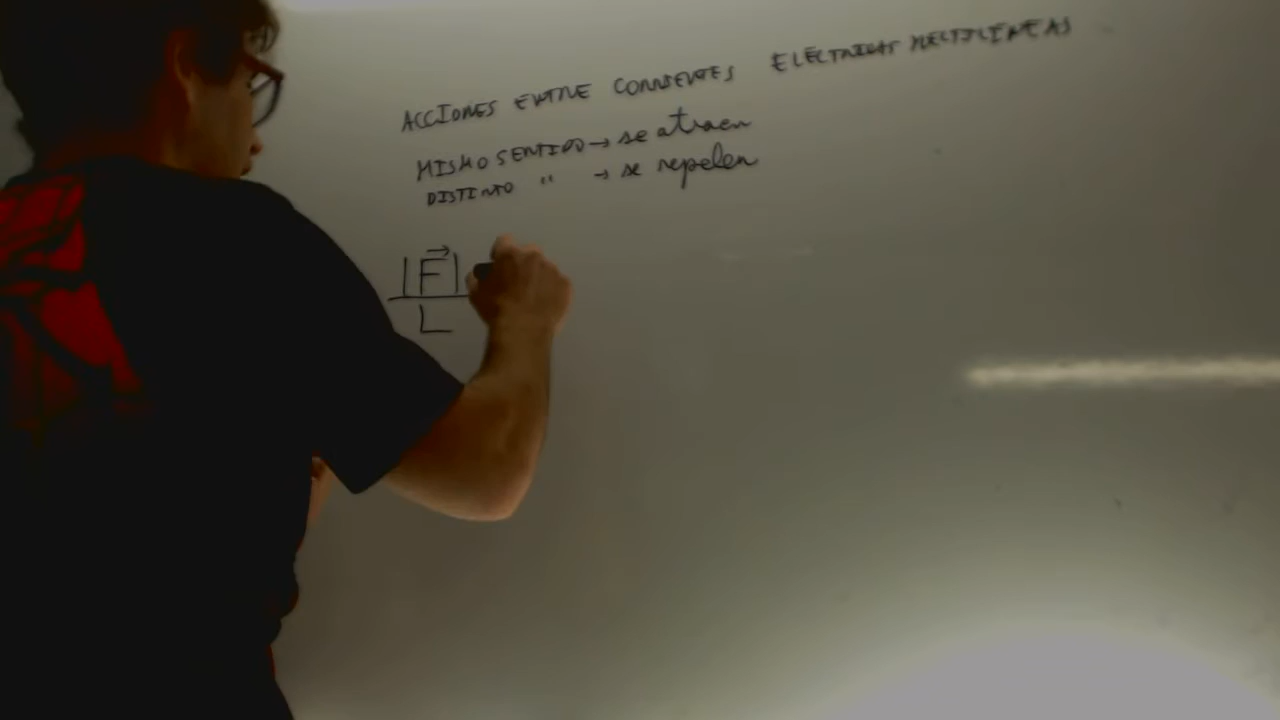 ACCIONES ENTRE CORRIENTES ELÉCTRICAS RECTILÍNEAS
MISMO SENTIDO → se atraen
DISTINTO " → se repelen
|F⃗|
L